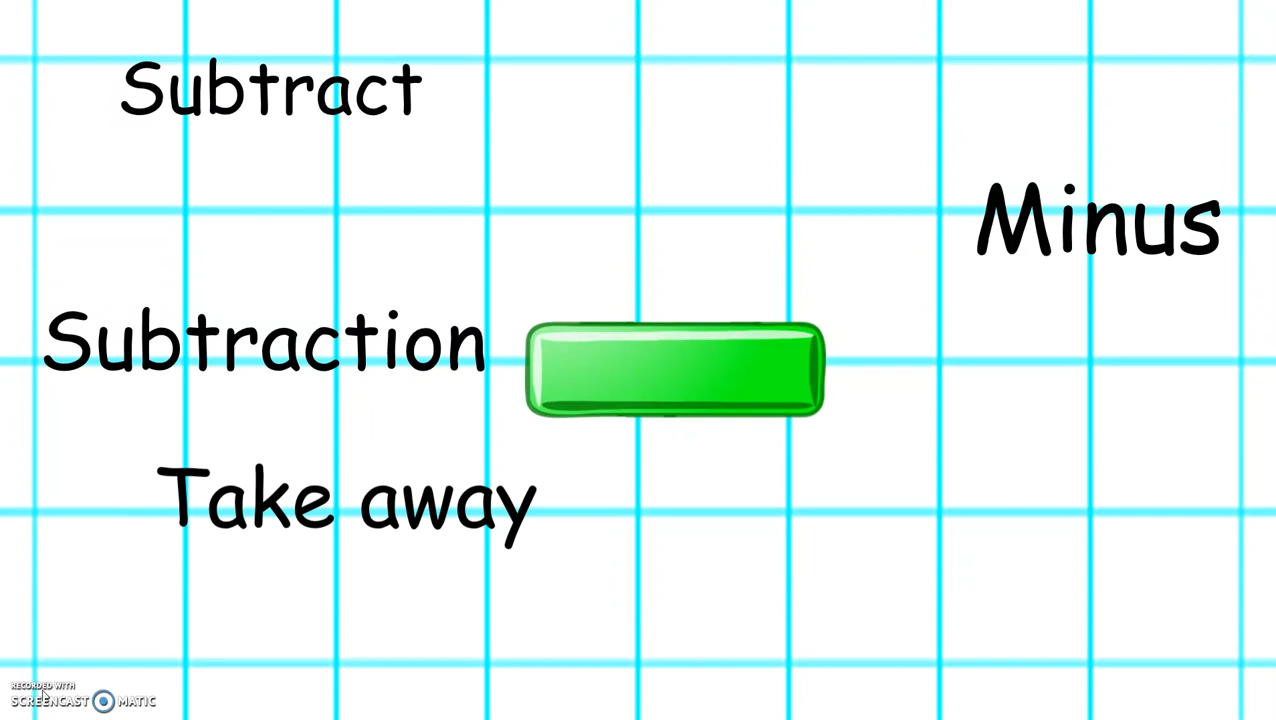 Subtract
Minus
Subtraction
Take away
RECORDED WITH
SCREENCAST MATIC